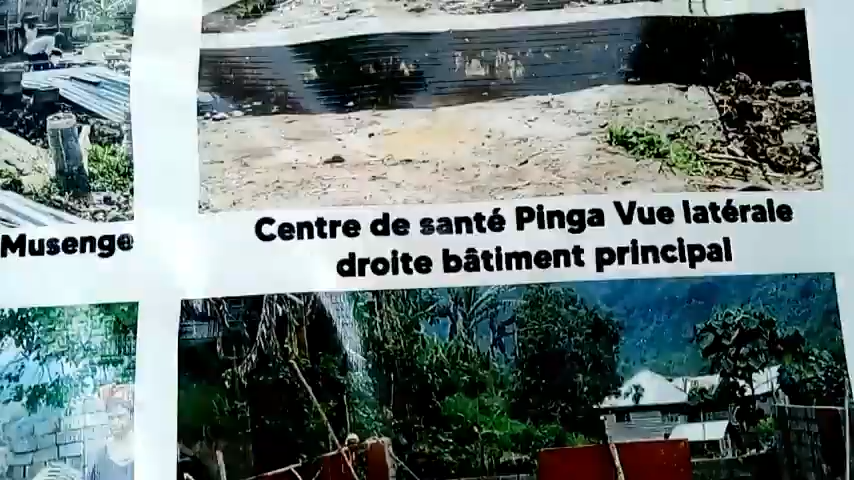 Musenge
Centre de santé Pinga Vue latérale
droite bâtiment principal